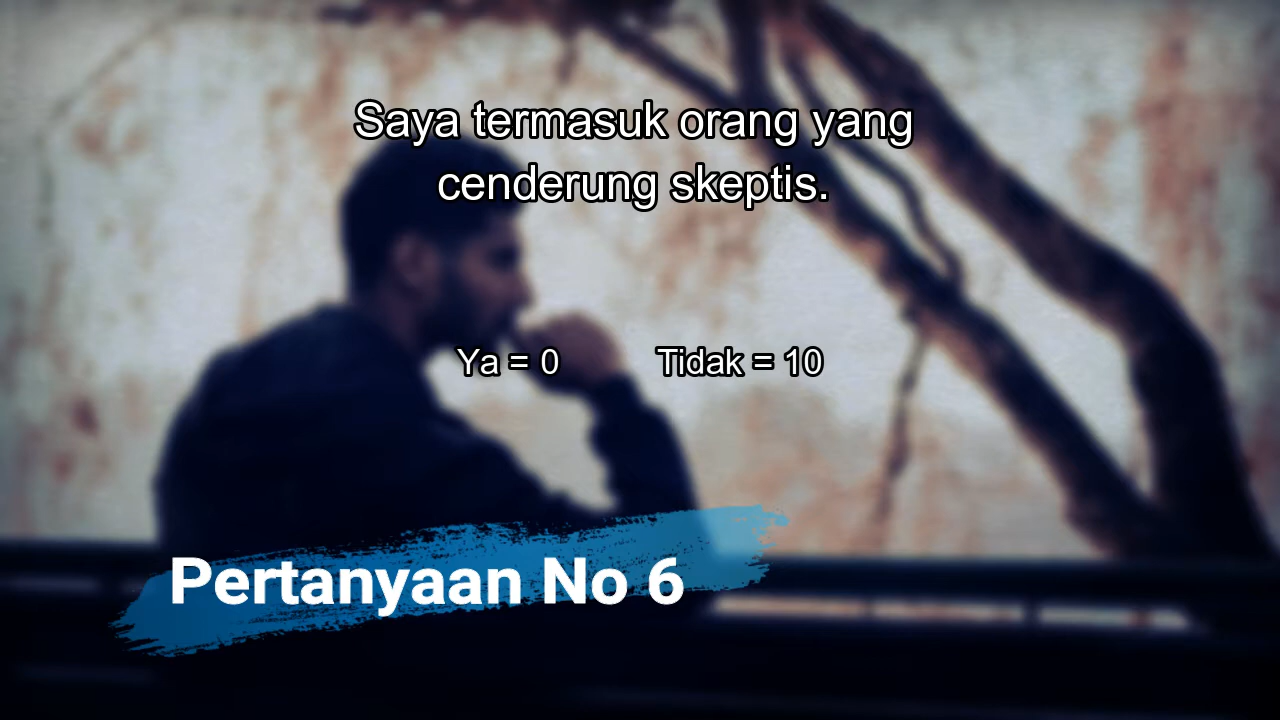 Saya termasuk orang yang
cenderung skeptis.
Ya = 0 Tidak = 10
Pertanyaan No 6